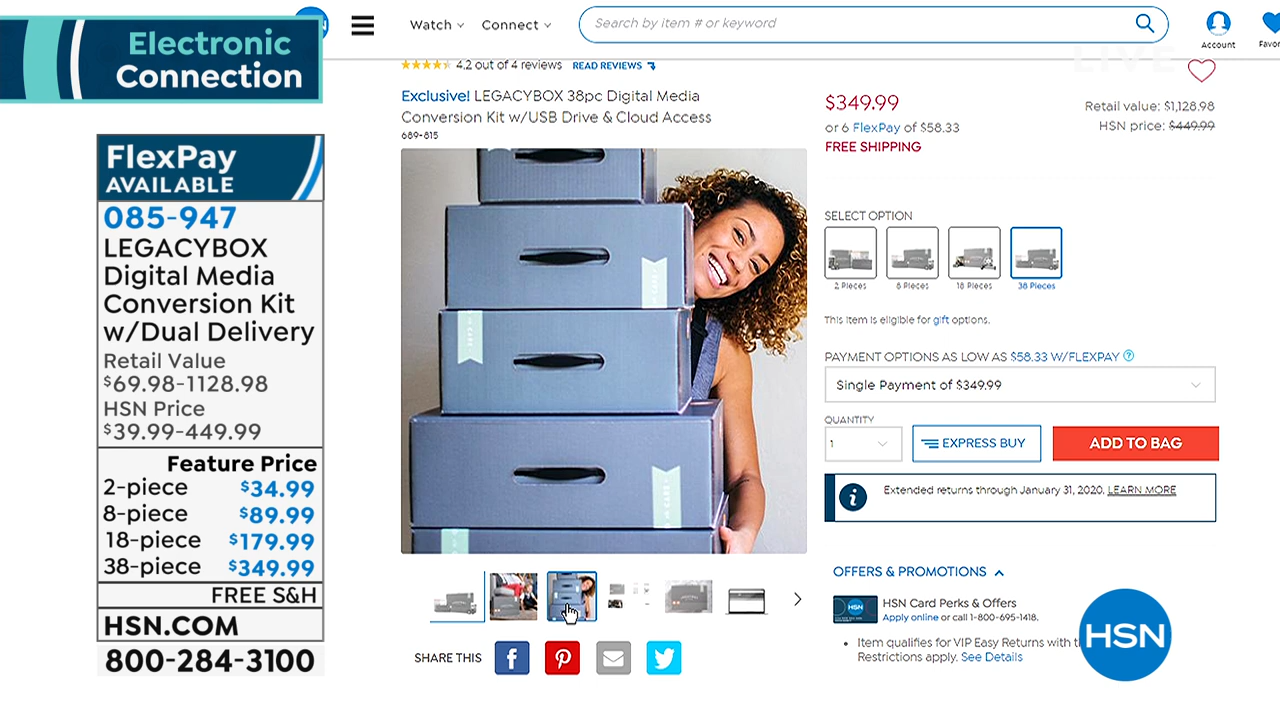 Electronic
Connection
FlexPay
AVAILABLE
085-947
LEGACYBOX
Digital Media
Conversion Kit
w/Dual Delivery
Retail Value
$69.98-1128.98
HSN Price
$39.99-449.99
Feature Price
2-piece $34.99
8-piece $89.99
18-piece $179.99
38-piece $349.99
FREE S&H
HSN.COM
800-284-3100
Watch
Connect
Search by item # or keyword
Account
LIVE
4.2 out of 4 reviews READ REVIEWS
Exclusive! LEGACYBOX 38pc Digital Media
Conversion Kit w/USB Drive & Cloud Access
689-815
SHARE THIS
$349.99
or 6 FlexPay of $58.33
FREE SHIPPING
Retail value: $1,128.98
HSN price: $449.99
SELECT OPTION
2 Pieces 8 Pieces 18 Pieces 38 Pieces
This item is eligible for gift options.
PAYMENT OPTIONS AS LOW AS $58.33 W/FLEXPAY ?
Single Payment of $349.99
QUANTITY
1
EXPRESS BUY
ADD TO BAG
Extended returns through January 31, 2020. LEARN MORE
OFFERS & PROMOTIONS
HSN
HSN Card Perks & Offers
Apply online or call 1-800-695-1418.
Item qualifies for VIP Easy Returns with
Restrictions apply. See Details
HSN